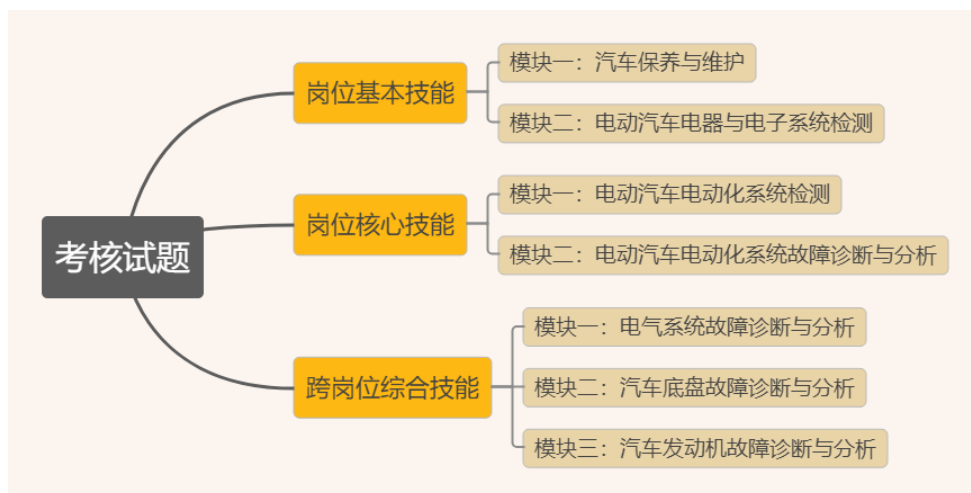 考核试题
岗位基本技能
模块一：汽车保养与维护
模块二：电动汽车电器与电子系统检测
岗位核心技能
模块一：电动汽车电动化系统检测
模块二：电动汽车电动化系统故障诊断与分析
跨岗位综合技能
模块一：电气系统故障诊断与分析
模块二：汽车底盘故障诊断与分析
模块三：汽车发动机故障诊断与分析